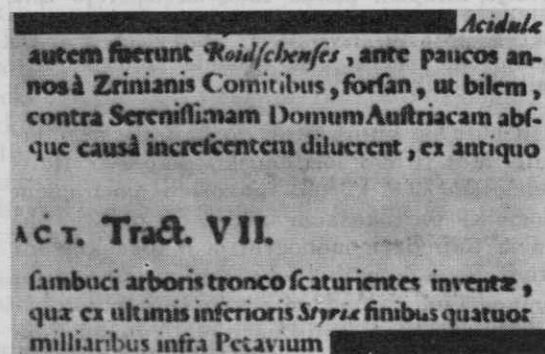 Acidulæ
autem fuerunt Roidſchenſes, ante paucos an-
nos à Zrinianis Comitibus, forſan, ut bilem,
contra Sereniſſimam Domum Auſtriacam abſ-
que causâ increſcentem diluerent, ex antiquo
ACT. Tract. VII.
ſambuci arboris tronco ſcaturientes inventæ,
quæ ex ultimis inferioris Styriæ finibus quatuor
milliaribus infra Petavium